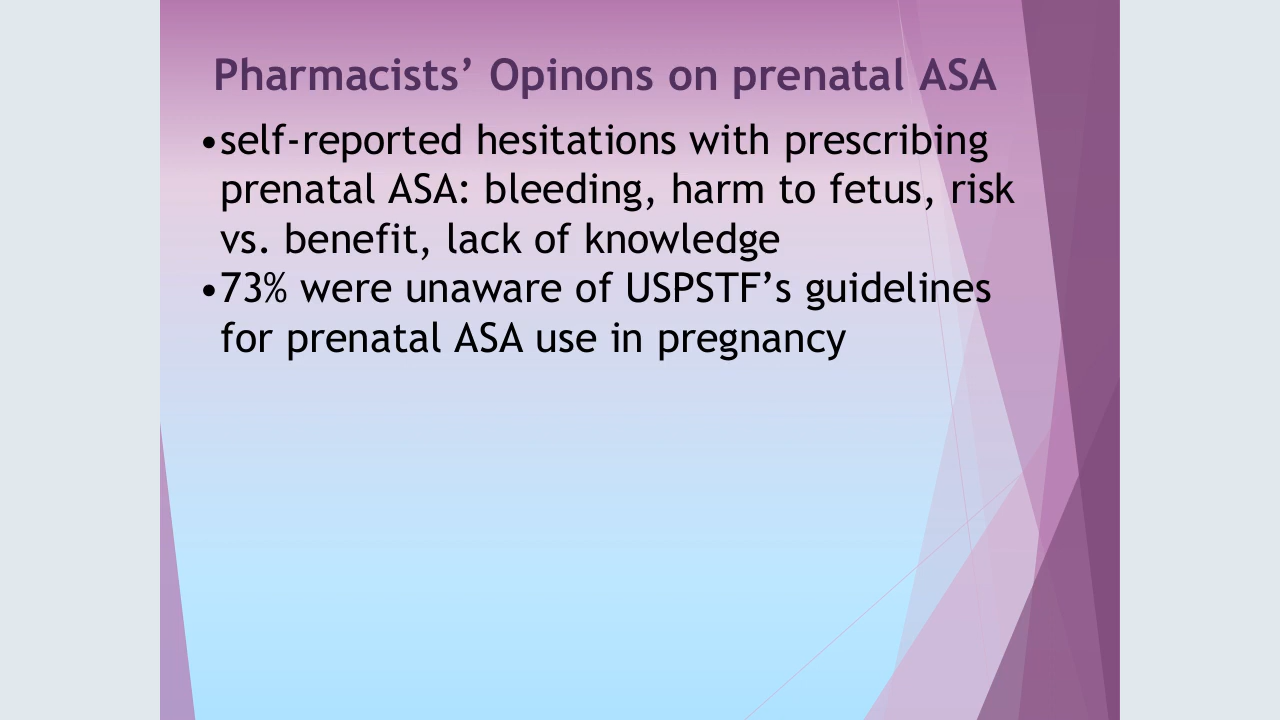 Pharmacists’ Opinons on prenatal ASA
•self-reported hesitations with prescribing
prenatal ASA: bleeding, harm to fetus, risk
vs. benefit, lack of knowledge
•73% were unaware of USPSTF’s guidelines
for prenatal ASA use in pregnancy